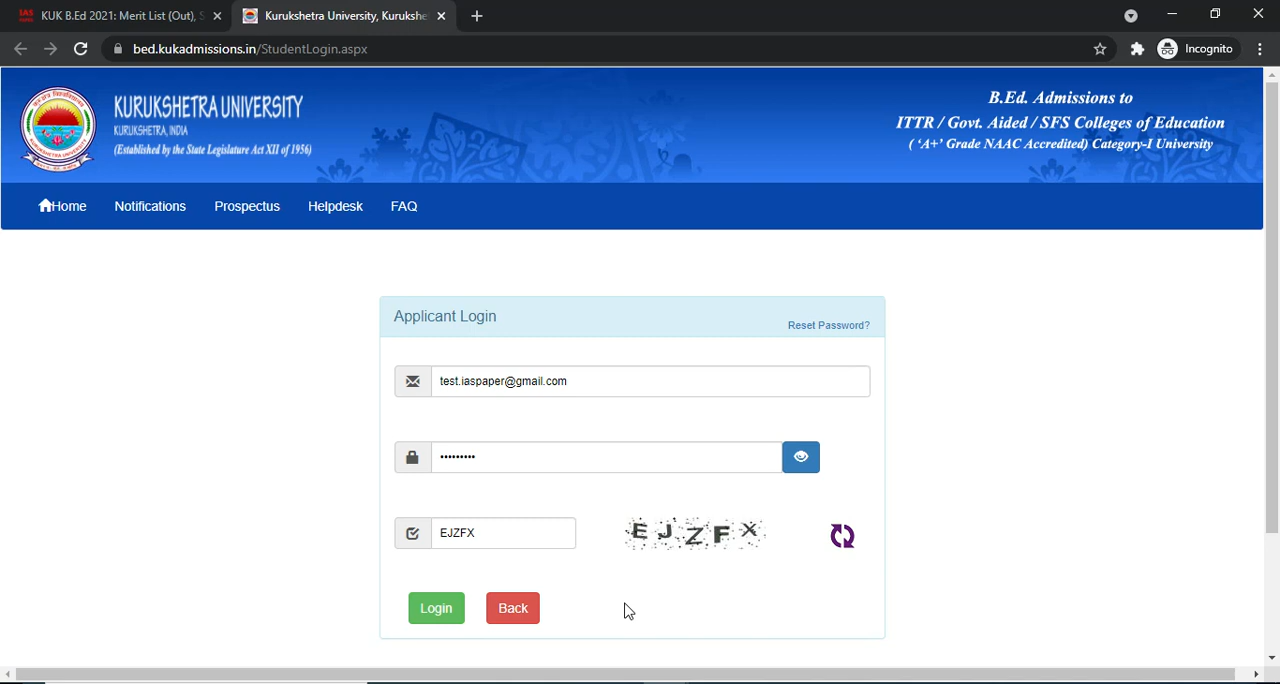 KUK B.Ed 2021: Merit List (Out), S
Kurukshetra University, Kurukshe
bed.kukadmissions.in/StudentLogin.aspx
Incognito
KURUKSHETRA UNIVERSITY
KURUKSHETRA, INDIA
(Established by the State Legislature Act XII of 1956)
B.Ed. Admissions to
ITTR / Govt. Aided / SFS Colleges of Education
( 'A+' Grade NAAC Accredited) Category-I University
Home
Notifications
Prospectus
Helpdesk
FAQ
Applicant Login
Reset Password?
test.iaspaper@gmail.com
•••••••••
EJZFX
E J Z F X
Login
Back